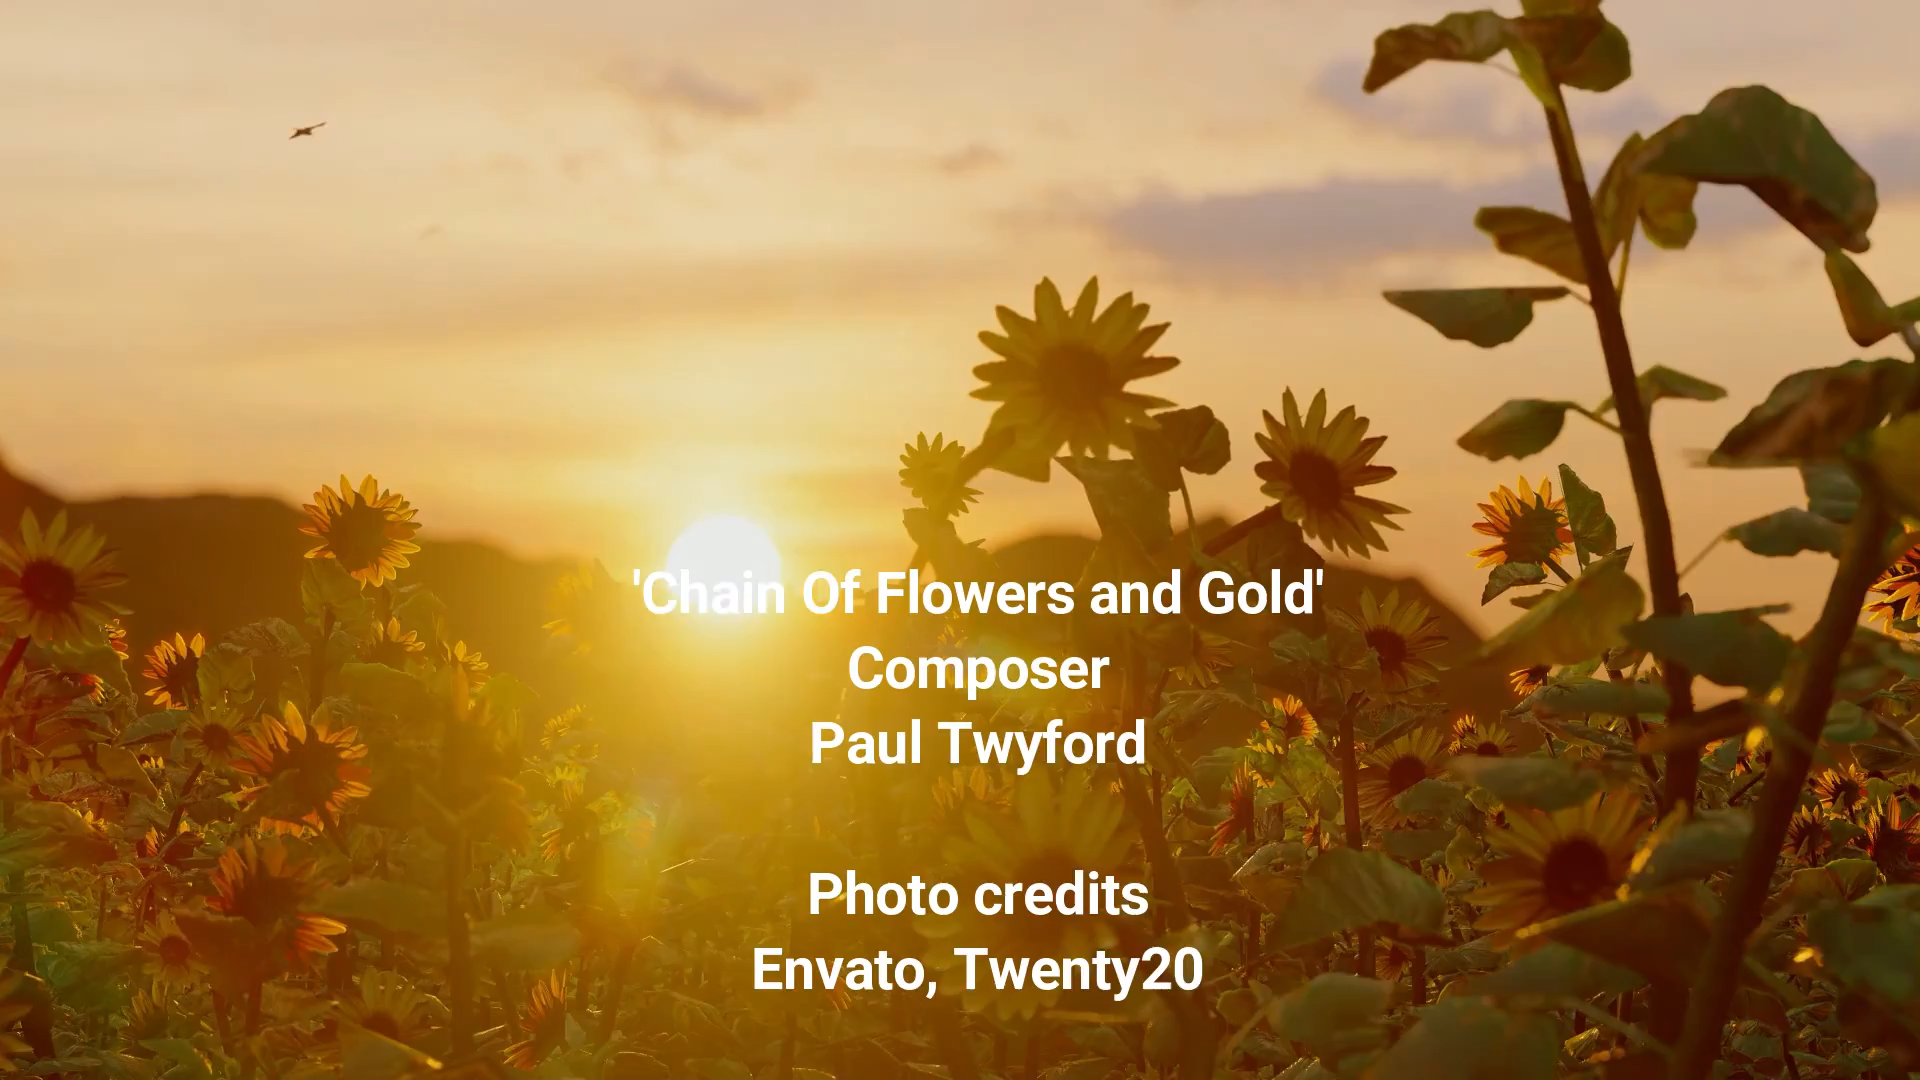 'Chain Of Flowers and Gold'
Composer
Paul Twyford
Photo credits
Envato, Twenty20